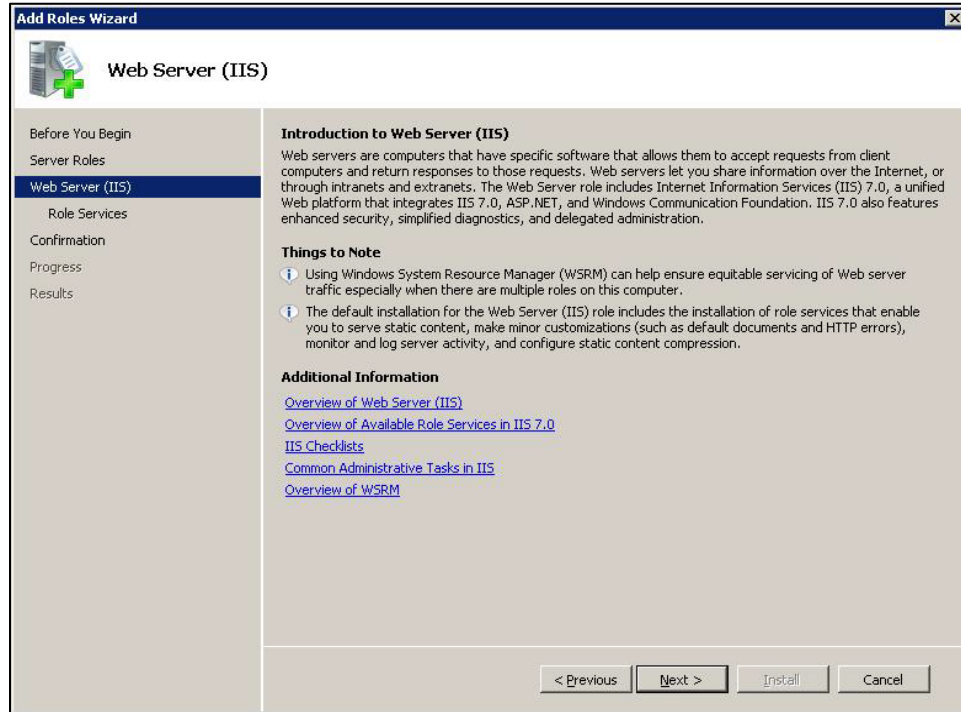 Add Roles Wizard
Web Server (IIS)
Before You Begin
Server Roles
Web Server (IIS)
Role Services
Confirmation
Progress
Results
Introduction to Web Server (IIS)
Web servers are computers that have specific software that allows them to accept requests from client
computers and return responses to those requests. Web servers let you share information over the Internet, or
through intranets and extranets. The Web Server role includes Internet Information Services (IIS) 7.0, a unified
Web platform that integrates IIS 7.0, ASP.NET, and Windows Communication Foundation. IIS 7.0 also features
enhanced security, simplified diagnostics, and delegated administration.
Things to Note
Using Windows System Resource Manager (WSRM) can help ensure equitable servicing of Web server
traffic especially when there are multiple roles on this computer.
The default installation for the Web Server (IIS) role includes the installation of role services that enable
you to serve static content, make minor customizations (such as default documents and HTTP errors),
monitor and log server activity, and configure static content compression.
Additional Information
Overview of Web Server (IIS)
Overview of Available Role Services in IIS 7.0
IIS Checklists
Common Administrative Tasks in IIS
Overview of WSRM
< Previous
Next >
Install
Cancel